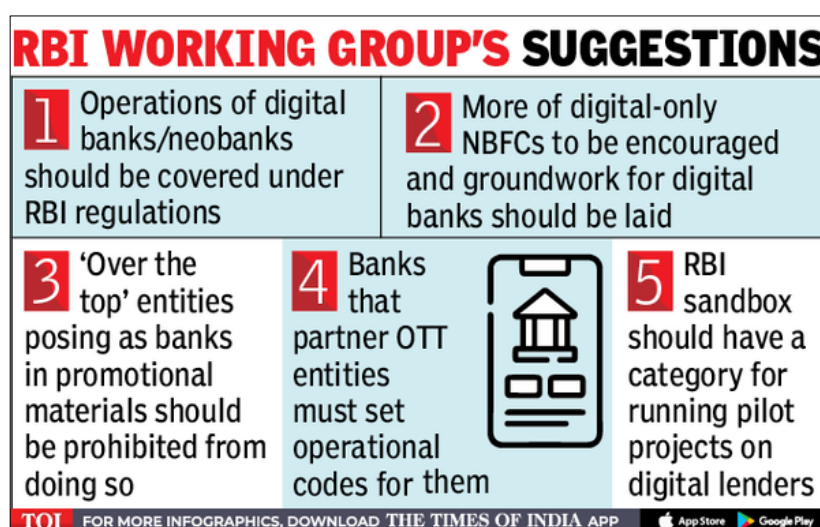 RBI WORKING GROUP'S SUGGESTIONS
1 Operations of digital
banks/neobanks
should be covered under
RBI regulations
2 More of digital-only
NBFCs to be encouraged
and groundwork for digital
banks should be laid
3 'Over the
top' entities
posing as banks
in promotional
materials should
be prohibited from
doing so
4 Banks
that
partner OTT
entities
must set
operational
codes for them
5 RBI
sandbox
should have a
category for
running pilot
projects on
digital lenders
TOI FOR MORE INFOGRAPHICS, DOWNLOAD THE TIMES OF INDIA APP App Store Google Play